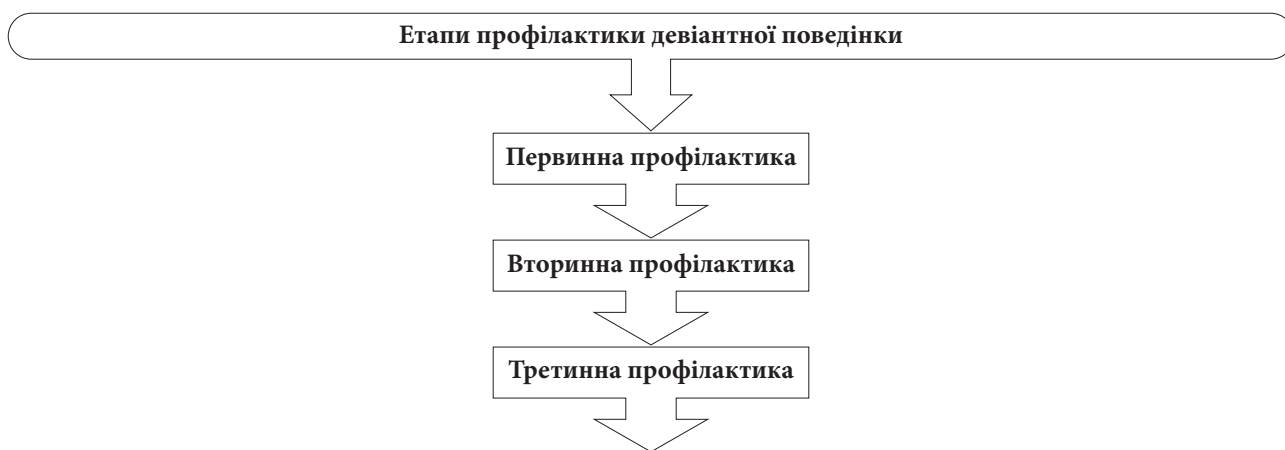 Етапи профілактики девіантної поведінки
Первинна профілактика
Вторинна профілактика
Третинна профілактика